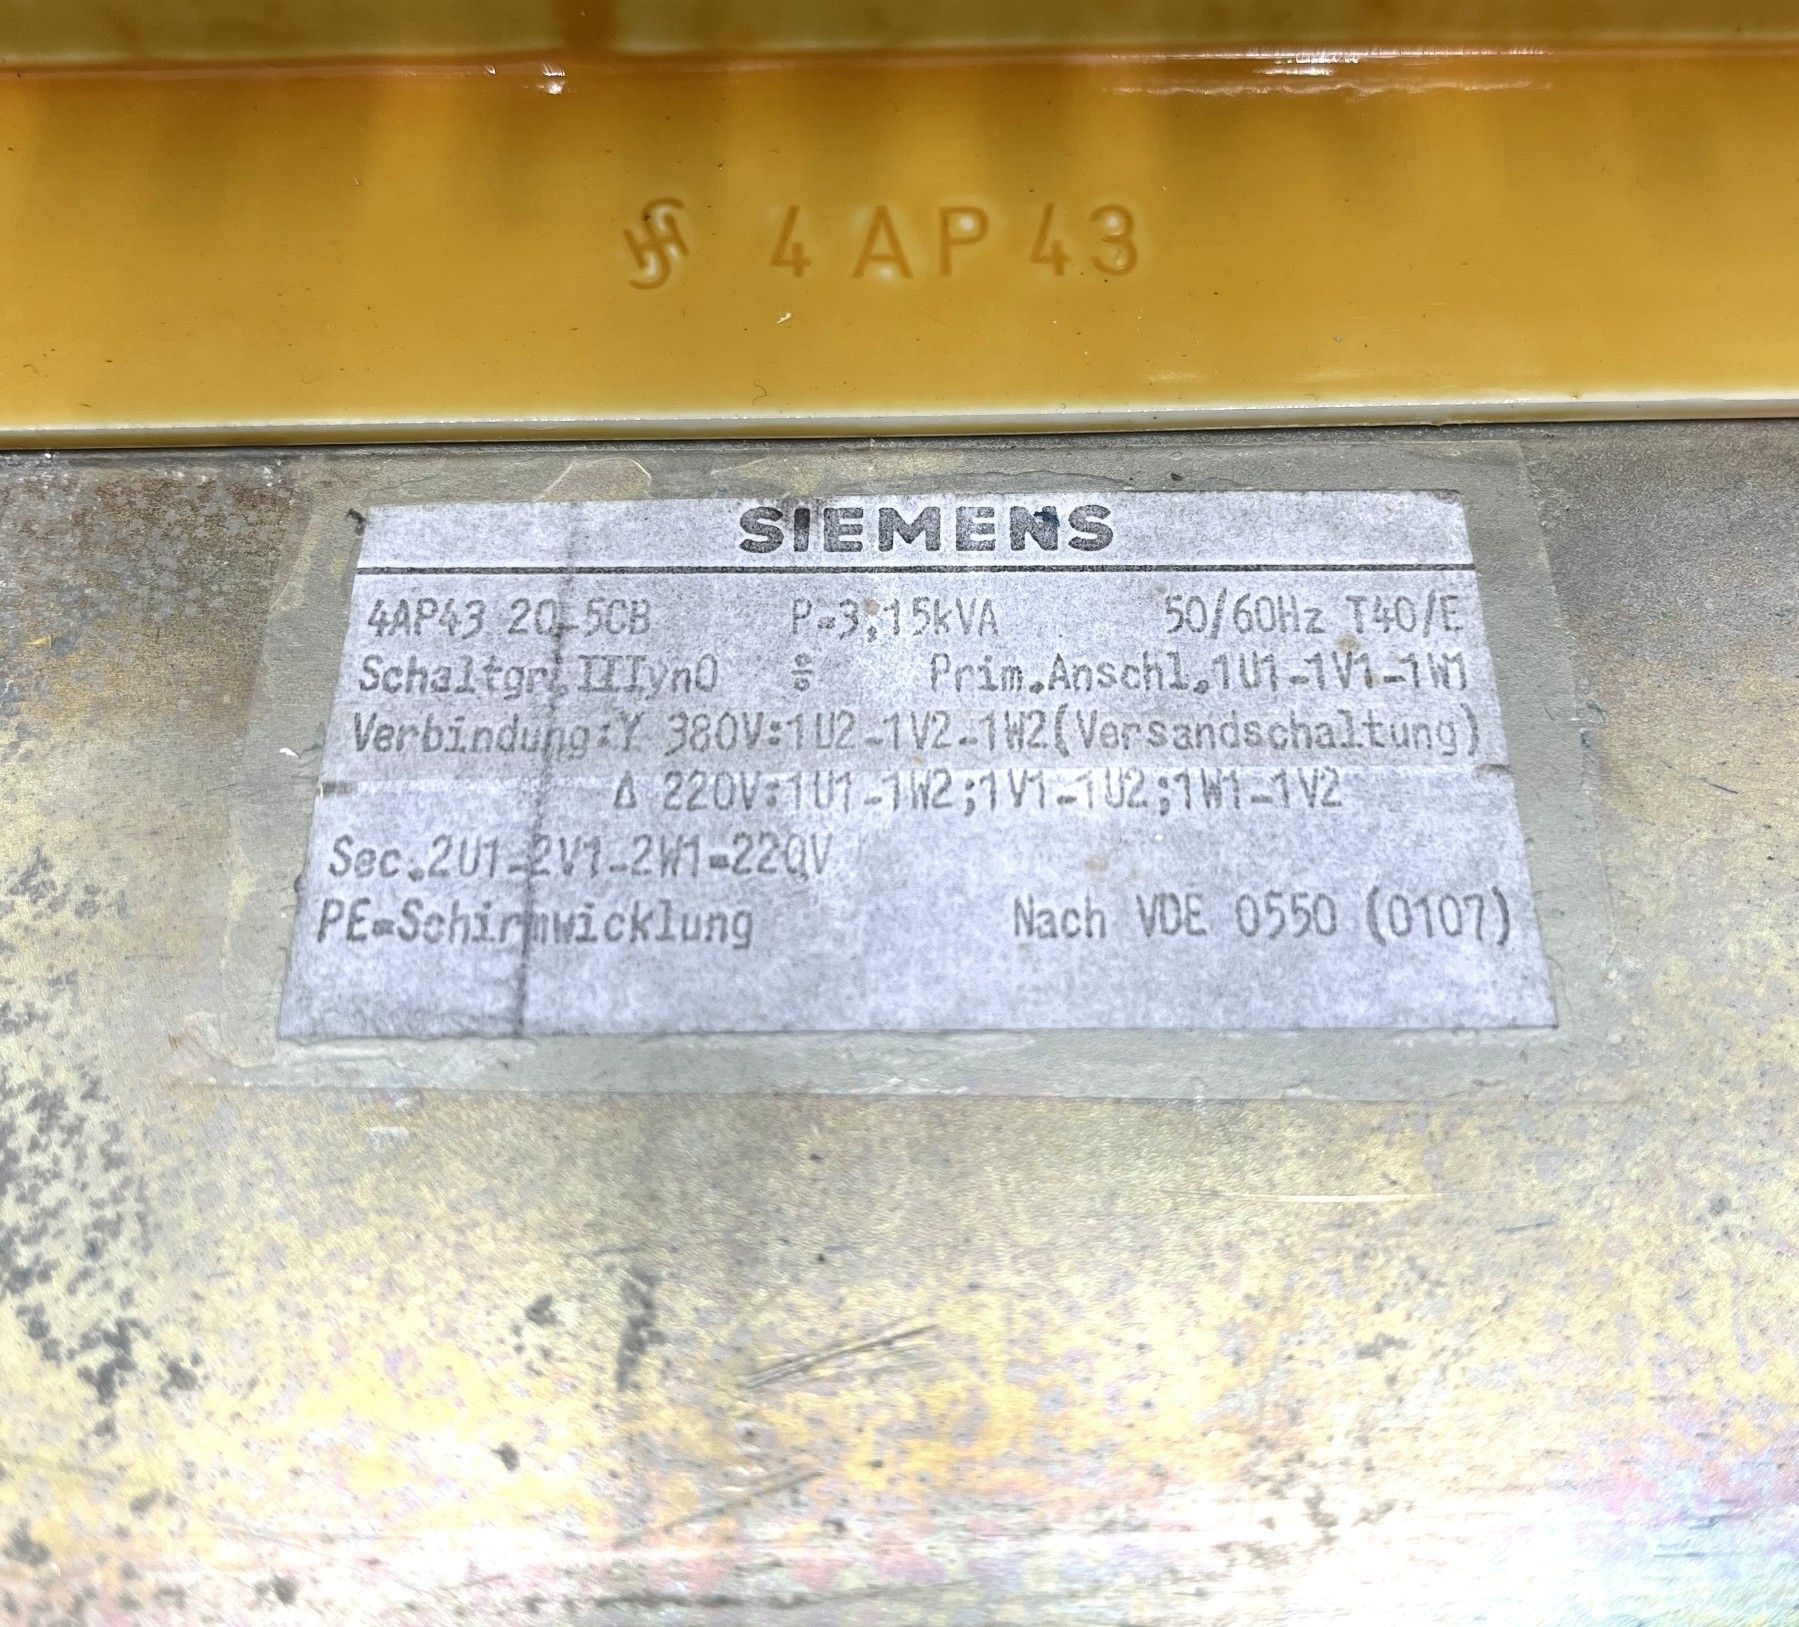 4AP43
SIEMENS
4AP43 20-5CB P=3,15kVA 50/60Hz T40/E
Schaltgr.IIIyn0 Prim.Anschl.1U1-1V1-1W1
Verbindung:Y 380V:1U2-1V2-1W2(Versandschaltung)
Δ 220V:1U1-1W2;1V1-1U2;1W1-1V2
Sec.2U1-2V1-2W1=220V
PE=Schirmwicklung Nach VDE 0550 (0107)